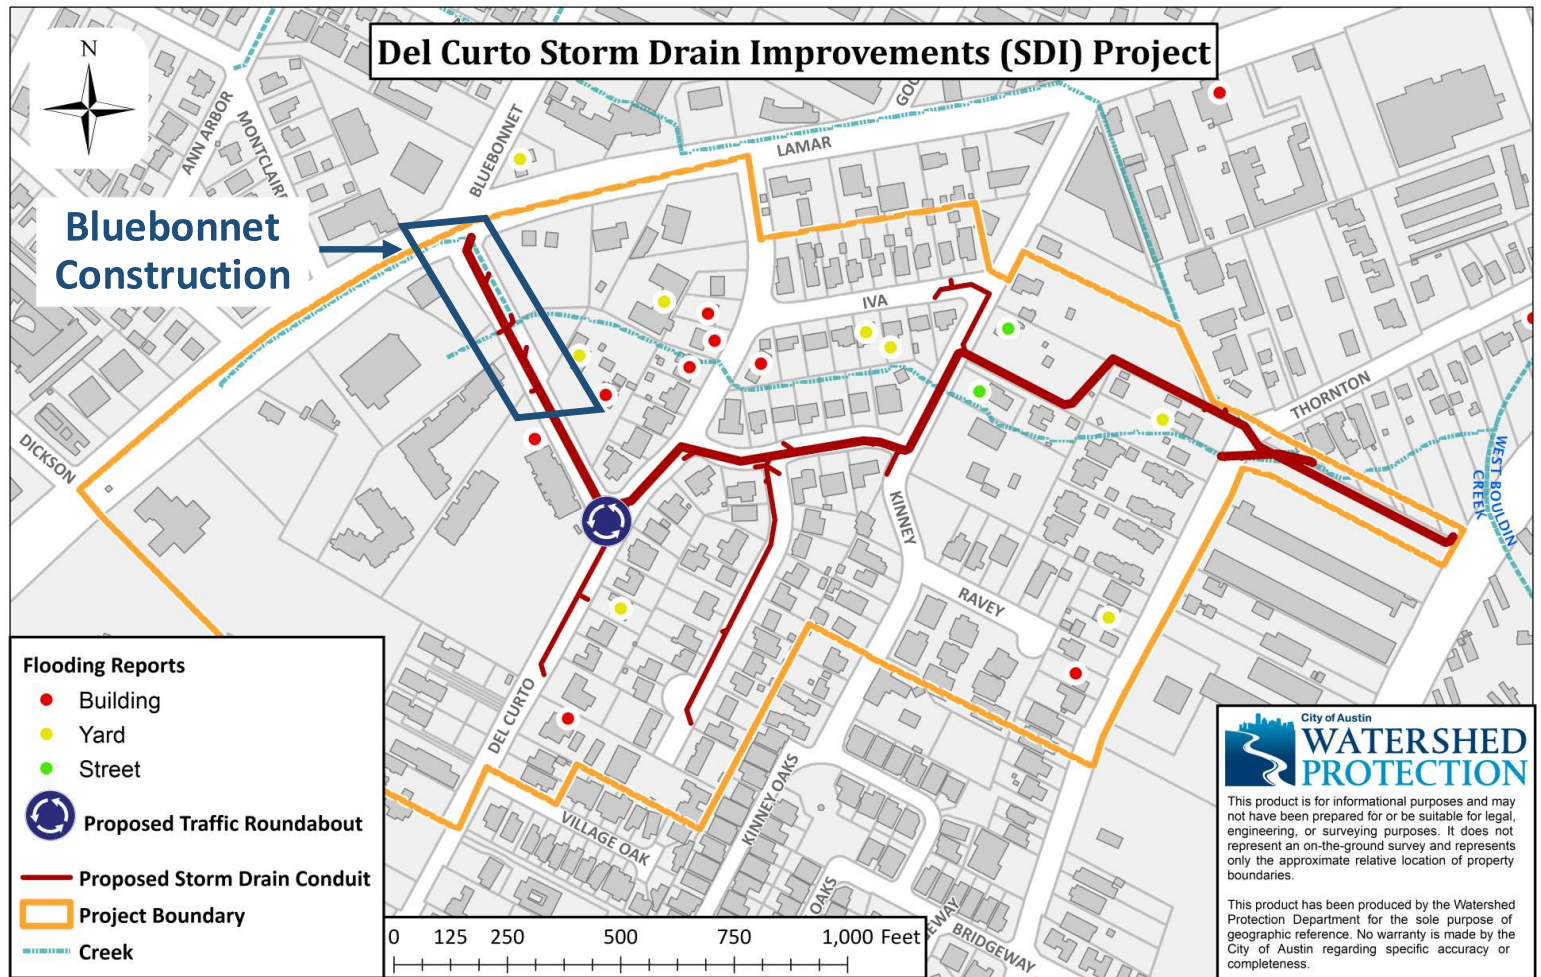 Del Curto Storm Drain Improvements (SDI) Project
N
ANN ARBOR
MONTCLAIRE
BLUEBONNET
LAMAR
Bluebonnet
Construction
IVA
THORNTON
DICKSON
WEST BOULDIN
CREEK
KINNEY
RAVEY
DEL CURTO
KINNEY OAKS
VILLAGE OAK
OAKS
BRIDGEWAY
Flooding Reports
Building
Yard
Street
Proposed Traffic Roundabout
Proposed Storm Drain Conduit
Project Boundary
Creek
0 125 250 500 750 1,000 Feet
City of Austin
WATERSHED
PROTECTION
This product is for informational purposes and may
not have been prepared for or be suitable for legal,
engineering, or surveying purposes. It does not
represent an on-the-ground survey and represents
only the approximate relative location of property
boundaries.
This product has been produced by the Watershed
Protection Department for the sole purpose of
geographic reference. No warranty is made by the
City of Austin regarding specific accuracy or
completeness.